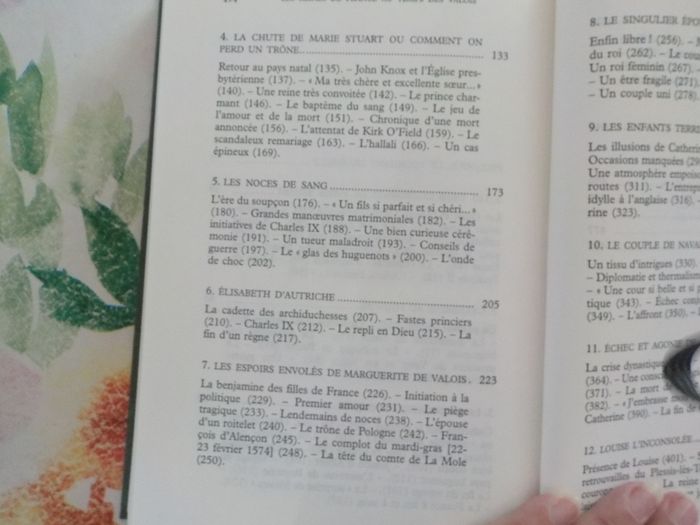 4. LA CHUTE DE MARIE STUART OU COMMENT ON
PERD UN TRÔNE.................................................... 133
Retour au pays natal (135). – John Knox et l'Église pres-
bytérienne (137). – « Ma très chère et excellente sœur... »
(140). – Une reine très convoitée (142). – Le prince char-
mant (146). – Le baptême du sang (149). – Le jeu de
l'amour et de la mort (151). – Chronique d'une mort
annoncée (156). – L'attentat de Kirk O'Field (159). – Le
scandaleux remariage (163). – L'hallali (166). – Un cas
épineux (169).
5. LES NOCES DE SANG .......................................... 173
L'ère du soupçon (176). – « Un fils si parfait et si chéri... »
(180). – Grandes manœuvres matrimoniales (182). – Les
initiatives de Charles IX (188). – Une bien curieuse céré-
monie (191). – Un tueur maladroit (193). – Conseils de
guerre (197). – Le « glas des huguenots » (200). – L'onde
de choc (202).
6. ÉLISABETH D'AUTRICHE ...................................... 205
La cadette des archiduchesses (207). – Fastes princiers
(210). – Charles IX (212). – Le repli en Dieu (215). – La
fin d'un règne (217).
7. LES ESPOIRS ENVOLÉS DE MARGUERITE DE VALOIS. 223
La benjamine des filles de France (226). – Initiation à la
politique (229). – Premier amour (231). – Le piège
tragique (233). – Lendemains de noces (238). – L'épouse
d'un roitelet (240). – Le trône de Pologne (242). – Fran-
çois d'Alençon (245). – Le complot du mardi-gras [22-
23 février 1574] (248). – La tête du comte de La Mole
(250).
8. LE SINGULIER
Enfin libre ! (256). –
du roi (262). – Le
Un roi féminin (267). –
– Un être fragile (271)
– Un couple uni (278)
9. LES ENFANTS
Les illusions de
Occasions manquées
Une atmosphère
routes (311). –
idylle à l'anglaise (316).
rine (323).
10. LE COUPLE DE
Un tissu d'intrigues (330).
– Diplomatie et
– « Une cour si belle et si
tique (343). – Échec
(349). – L'affront (350). –
11. ÉCHEC ET
La crise
(364). – Une
(371). – La mort
(382). – « J'embrasse
Catherine (390). – La fin de
12. LOUISE L'INCONSOLÉE
Présence de Louise (401). –
retrouvailles du
La reine